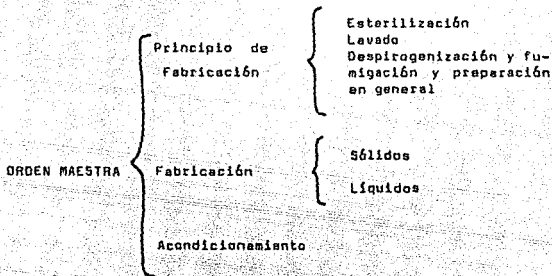 Esterilización
Lavado
Despirogenización y fu-
migación y preparación
en general
Principio de
Fabricación
ORDEN MAESTRA
Fabricación
Sólidos
Líquidos
Acondicionamiento